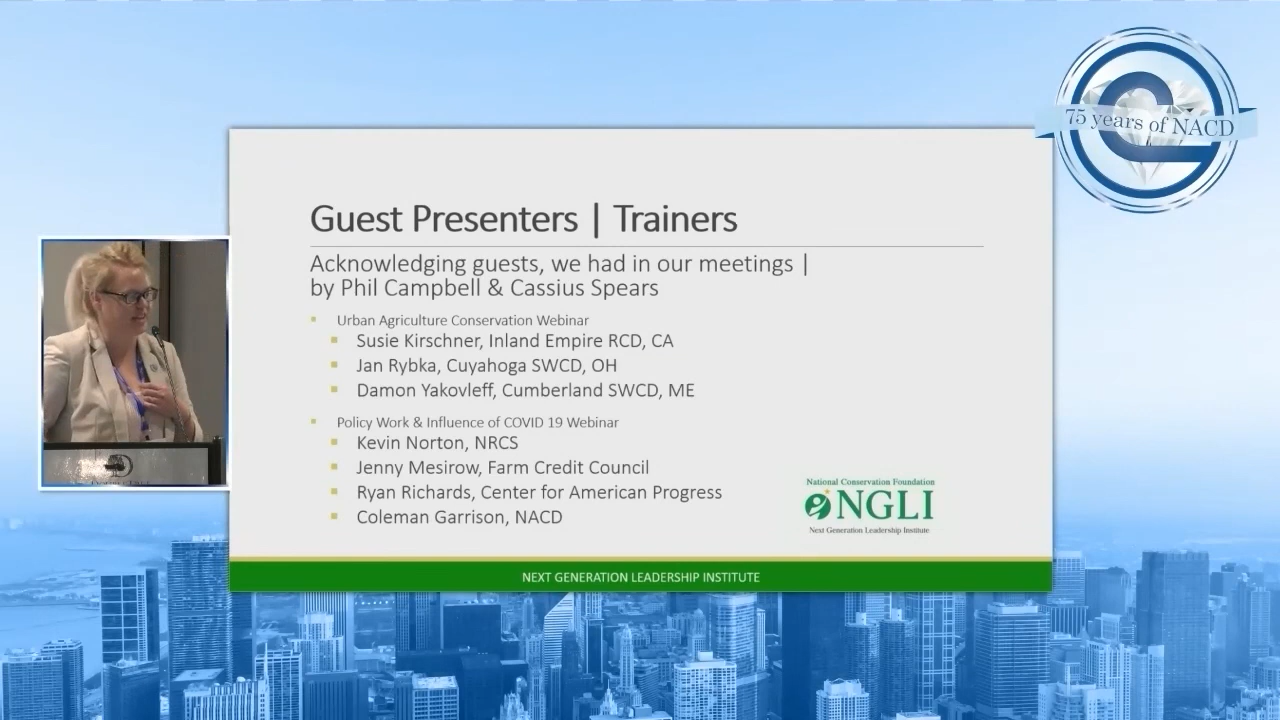 75 years of NACD
Guest Presenters | Trainers
Acknowledging guests, we had in our meetings |
by Phil Campbell & Cassius Spears
Urban Agriculture Conservation Webinar
Susie Kirschner, Inland Empire RCD, CA
Jan Rybka, Cuyahoga SWCD, OH
Damon Yakovleff, Cumberland SWCD, ME
Policy Work & Influence of COVID 19 Webinar
Kevin Norton, NRCS
Jenny Mesirow, Farm Credit Council
Ryan Richards, Center for American Progress
Coleman Garrison, NACD
National Conservation Foundation
NGLI
Next Generation Leadership Institute
NEXT GENERATION LEADERSHIP INSTITUTE